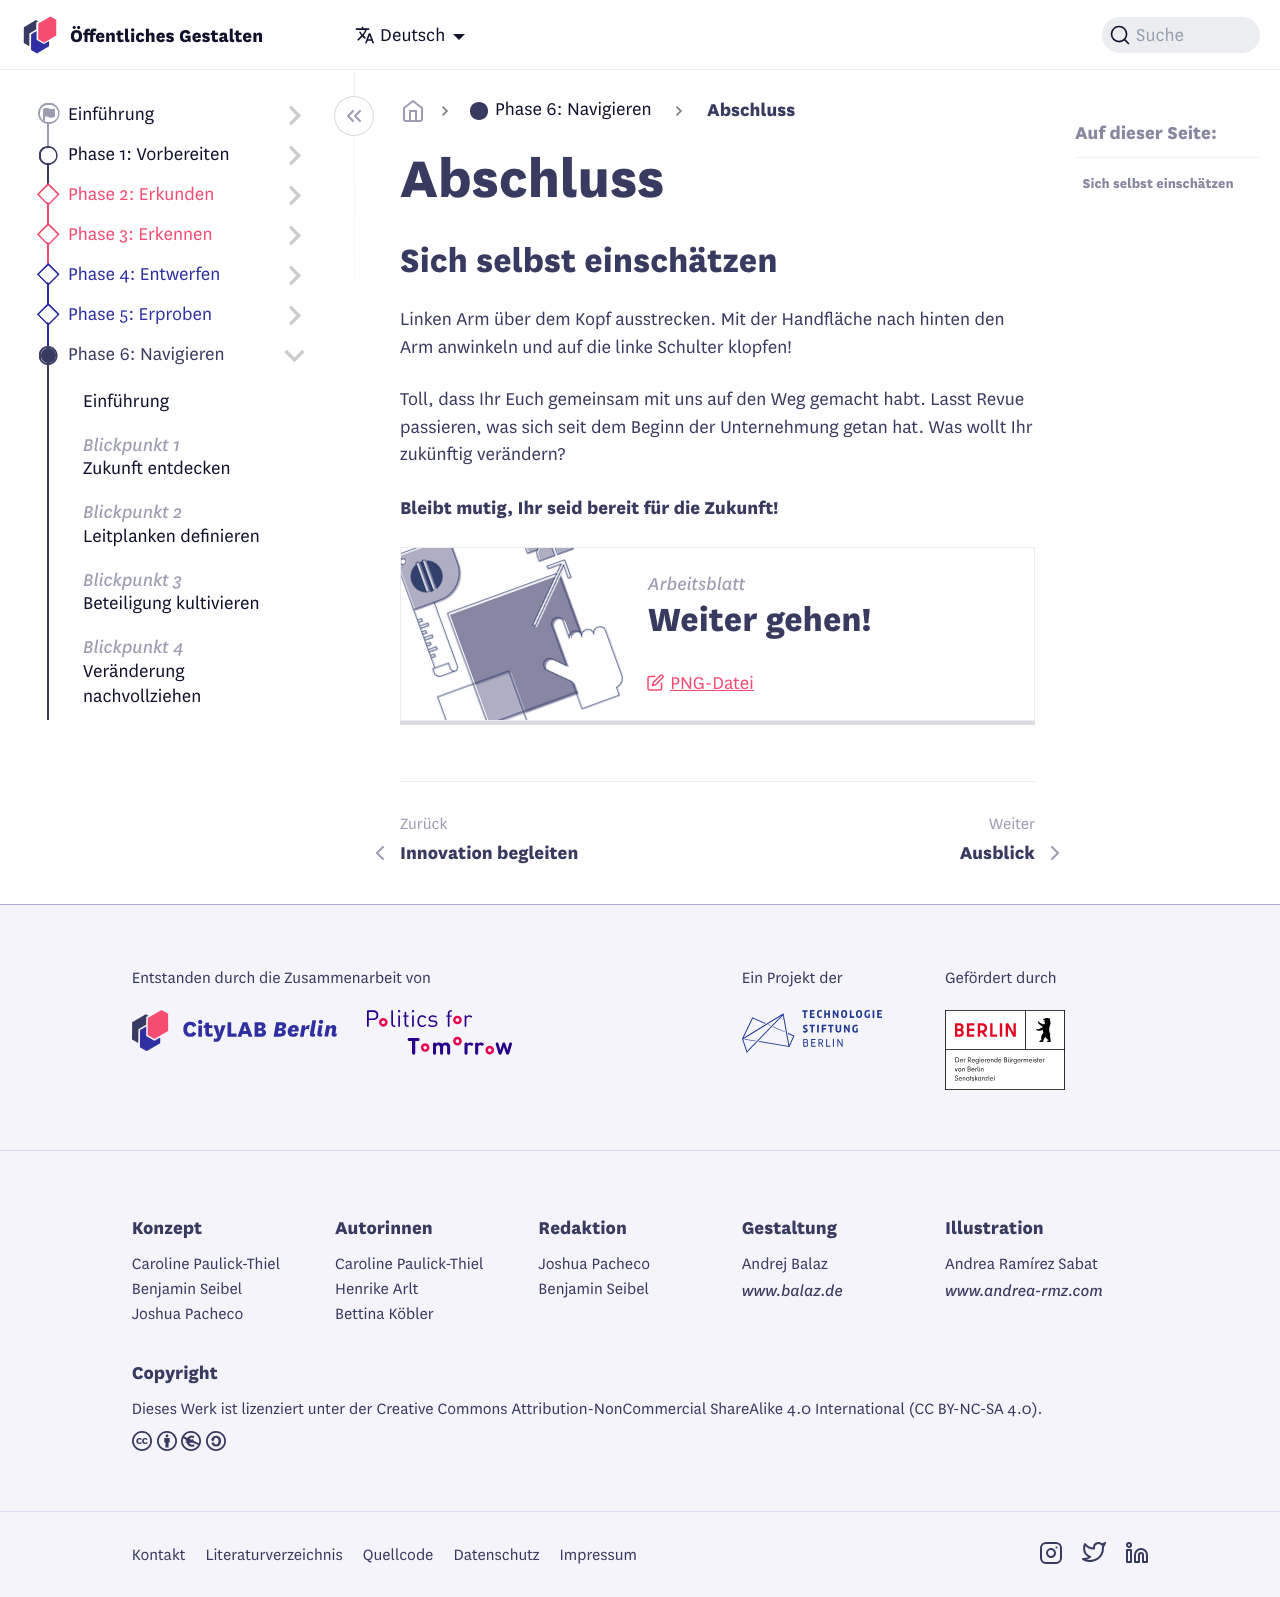 Öffentliches Gestalten
Deutsch
Suche
Einführung
Phase 1: Vorbereiten
Phase 2: Erkunden
Phase 3: Erkennen
Phase 4: Entwerfen
Phase 5: Erproben
Phase 6: Navigieren
Einführung
Blickpunkt 1
Zukunft entdecken
Blickpunkt 2
Leitplanken definieren
Blickpunkt 3
Beteiligung kultivieren
Blickpunkt 4
Veränderung
nachvollziehen
Phase 6: Navigieren
Abschluss
Abschluss
Sich selbst einschätzen
Linken Arm über dem Kopf ausstrecken. Mit der Handfläche nach hinten den
Arm anwinkeln und auf die linke Schulter klopfen!
Toll, dass Ihr Euch gemeinsam mit uns auf den Weg gemacht habt. Lasst Revue
passieren, was sich seit dem Beginn der Unternehmung getan hat. Was wollt Ihr
zukünftig verändern?
Bleibt mutig, Ihr seid bereit für die Zukunft!
Arbeitsblatt
Weiter gehen!
PNG-Datei
Zurück
Innovation begleiten
Weiter
Ausblick
Auf dieser Seite:
Sich selbst einschätzen
Entstanden durch die Zusammenarbeit von
CityLAB Berlin
Politics for
Tomorrow
Ein Projekt der
TECHNOLOGIE
STIFTUNG
BERLIN
Gefördert durch
BERLIN
Der Regierende Bürgermeister
von Berlin
Senatskanzlei
Konzept
Caroline Paulick-Thiel
Benjamin Seibel
Joshua Pacheco
Autorinnen
Caroline Paulick-Thiel
Henrike Arlt
Bettina Köbler
Redaktion
Joshua Pacheco
Benjamin Seibel
Gestaltung
Andrej Balaz
www.balaz.de
Illustration
Andrea Ramírez Sabat
www.andrea-rmz.com
Copyright
Dieses Werk ist lizenziert unter der Creative Commons Attribution-NonCommercial ShareAlike 4.0 International (CC BY-NC-SA 4.0).
cc
Kontakt
Literaturverzeichnis
Quellcode
Datenschutz
Impressum